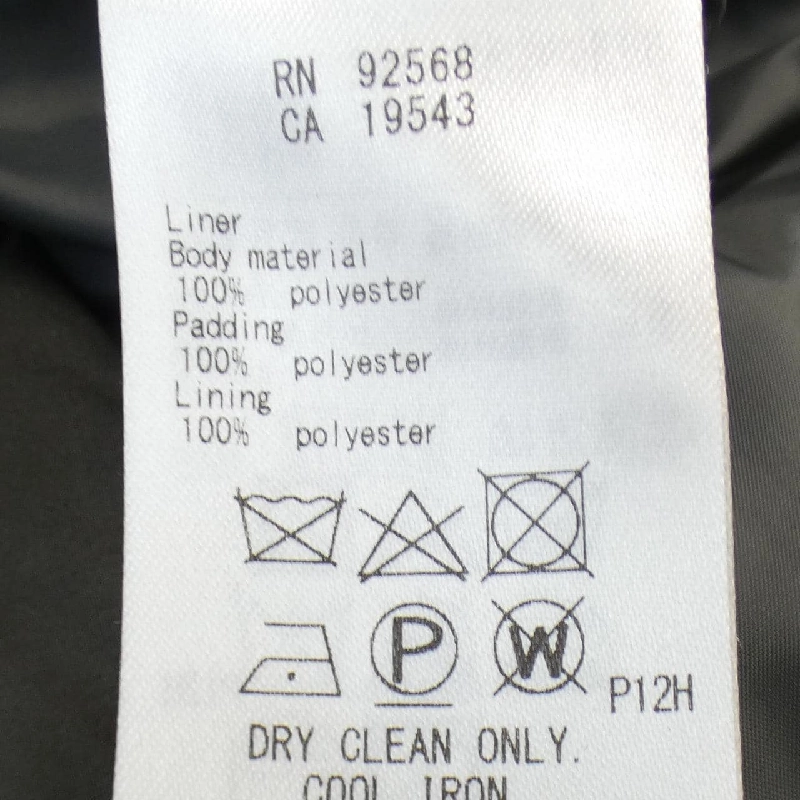 RN 92568
CA 19543
Liner
Body material
100% polyester
Padding
100% polyester
Lining
100% polyester
P W P12H
DRY CLEAN ONLY.
COOL IRON